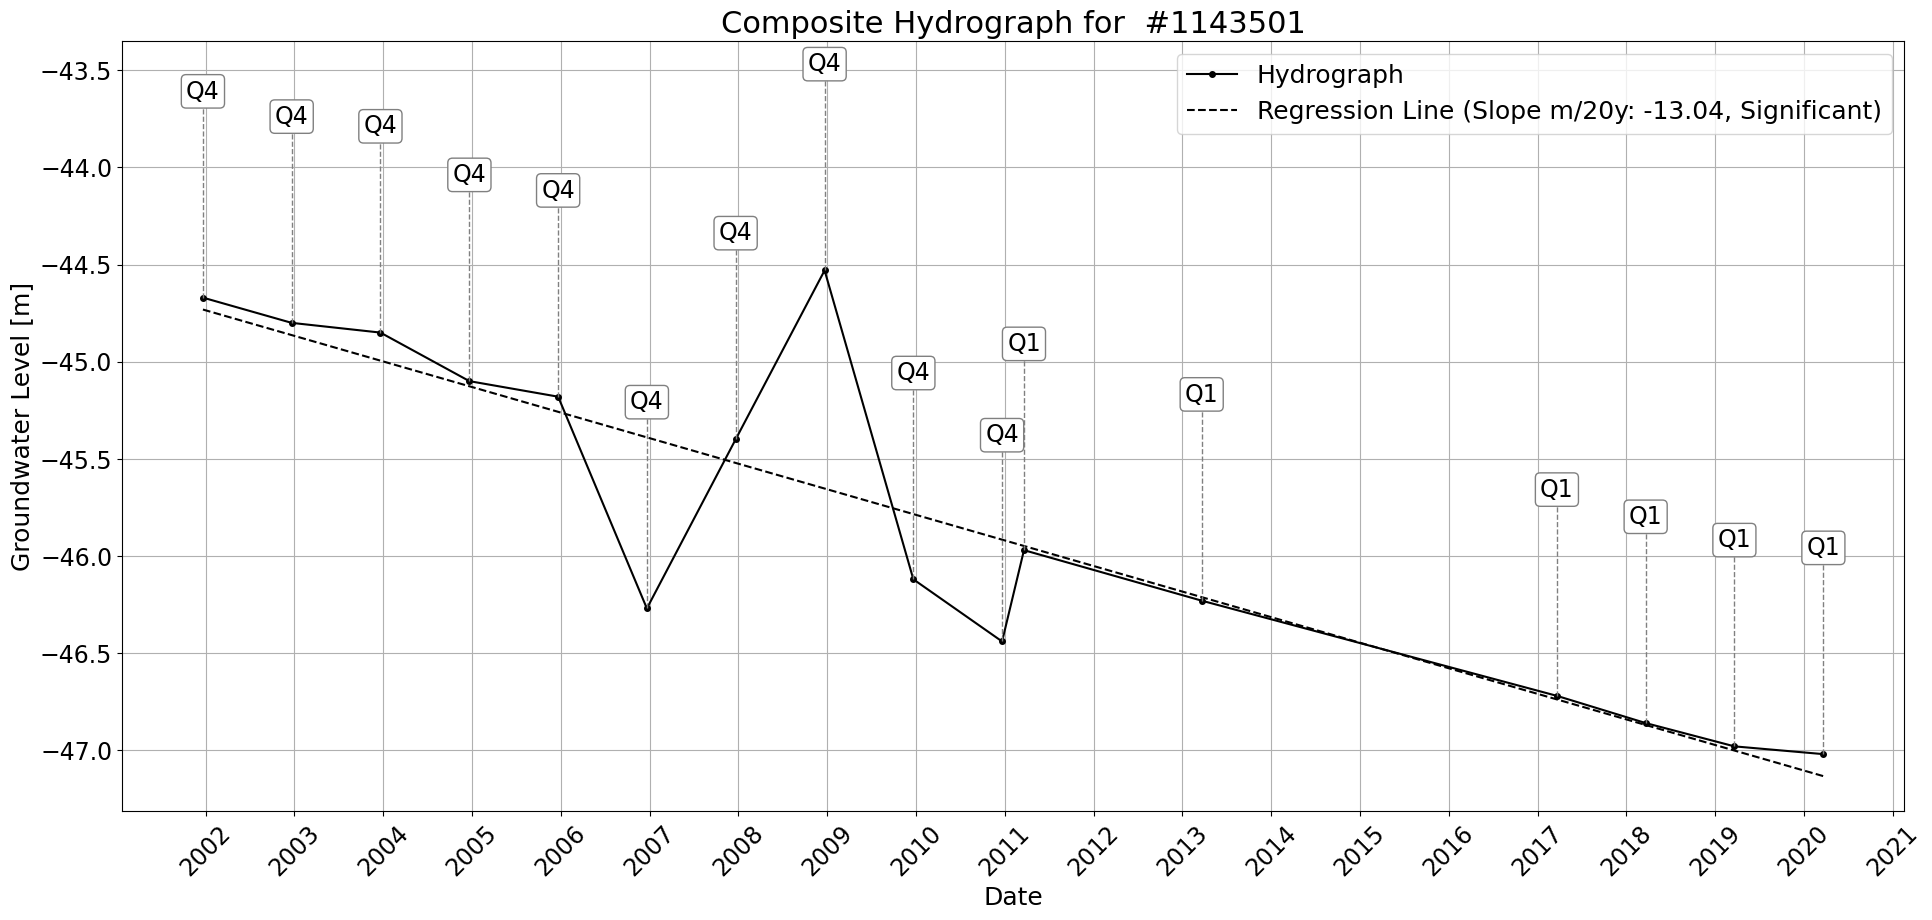 Composite Hydrograph for  #1143501
Hydrograph
Regression Line (Slope m/20y: -13.04, Significant)
Groundwater Level [m]
−43.5
−44.0
−44.5
−45.0
−45.5
−46.0
−46.5
−47.0
Q4
Q4
Q4
Q4
Q4
Q4
Q4
Q4
Q4
Q4
Q1
Q1
Q1
Q1
Q1
Q1
2002
2003
2004
2005
2006
2007
2008
2009
2010
2011
2012
2013
2014
2015
2016
2017
2018
2019
2020
2021
Date